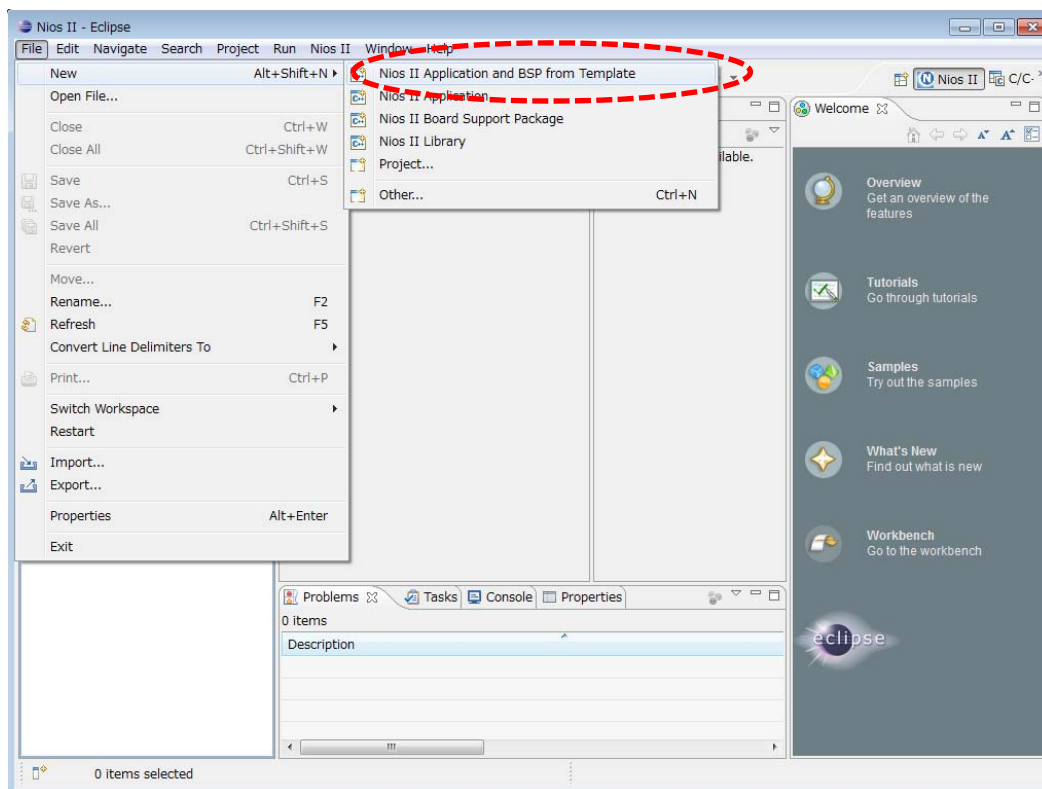 Nios II - Eclipse
File Edit Navigate Search Project Run Nios II Window Help
New Alt+Shift+N
Open File...
Close Ctrl+W
Close All Ctrl+Shift+W
Save Ctrl+S
Save As...
Save All Ctrl+Shift+S
Revert
Move...
Rename... F2
Refresh F5
Convert Line Delimiters To
Print... Ctrl+P
Switch Workspace
Restart
Import...
Export...
Properties Alt+Enter
Exit
Nios II Application and BSP from Template
Nios II Application
Nios II Board Support Package
Nios II Library
Project...
Other... Ctrl+N
ilable.
Nios II C/C
Welcome
Overview
Get an overview of the
features
Tutorials
Go through tutorials
Samples
Try out the samples
What's New
Find out what is new
Workbench
Go to the workbench
eclipse
Problems Tasks Console Properties
0 items
Description
0 items selected